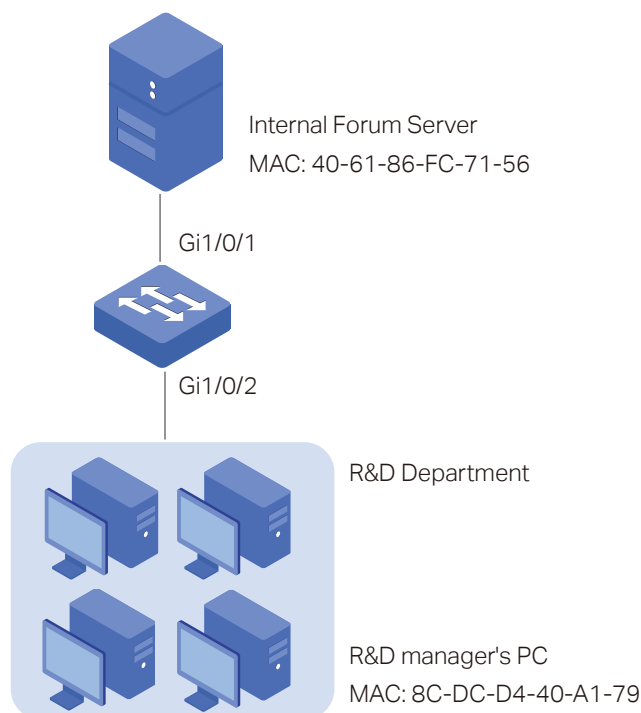 Internal Forum Server
MAC: 40-61-86-FC-71-56
Gi1/0/1
Gi1/0/2
R&D Department
R&D manager's PC
MAC: 8C-DC-D4-40-A1-79